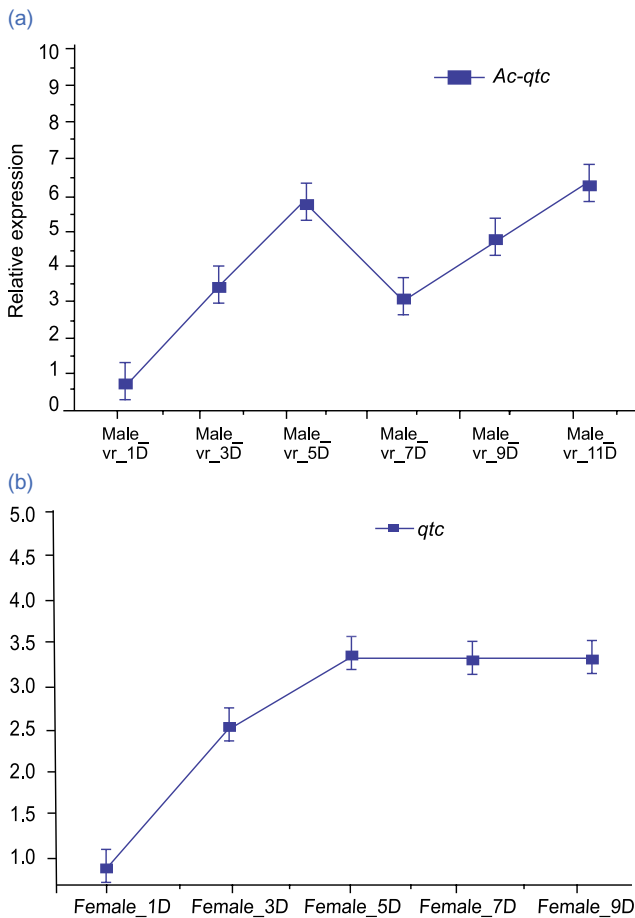 (a)
10
9
8
7
6
5
4
3
2
1
0
Relative expression
Ac-qtc
Male_
vr_1D
Male_
vr_3D
Male_
vr_5D
Male_
vr_7D
Male_
vr_9D
Male_
vr_11D
(b)
5.0
4.5
4.0
3.5
3.0
2.5
2.0
1.5
1.0
qtc
Female_1D
Female_3D
Female_5D
Female_7D
Female_9D